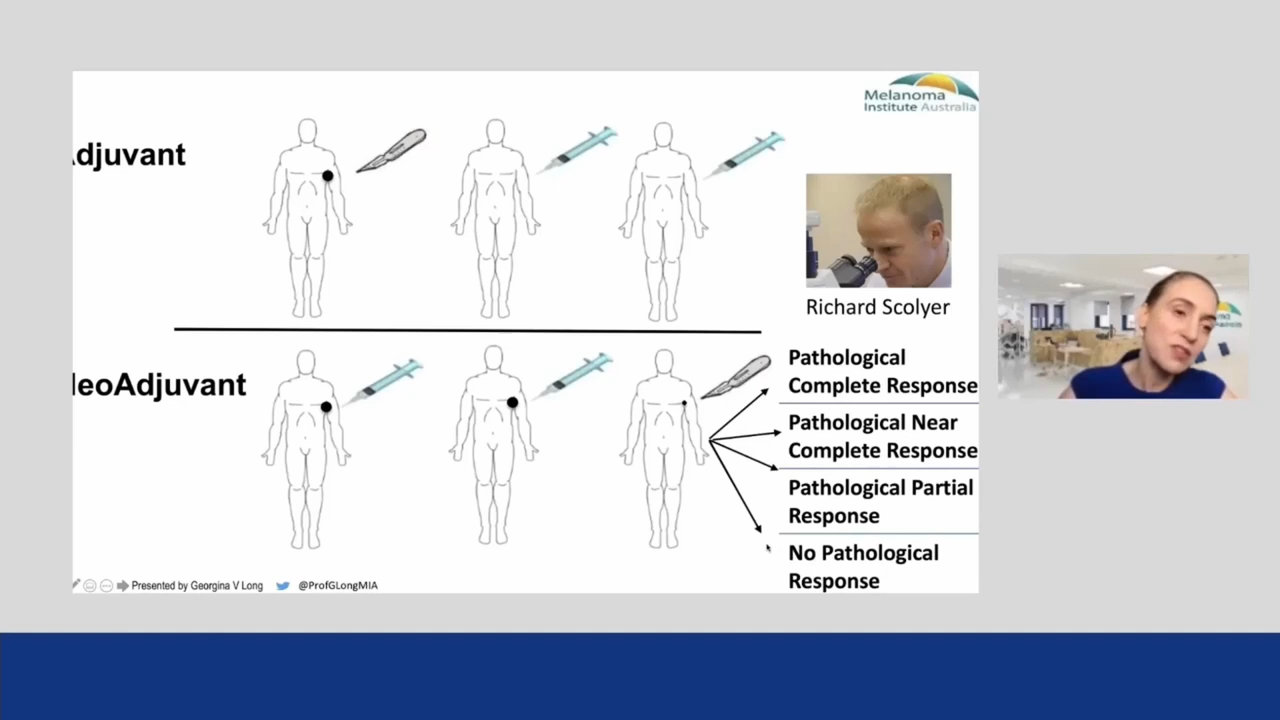 Melanoma
Institute Australia
djuvant
Richard Scolyer
leoAdjuvant
Pathological
Complete Response
Pathological Near
Complete Response
Pathological Partial
Response
No Pathological
Response
Presented by Georgina V Long @ProfGLongMIA